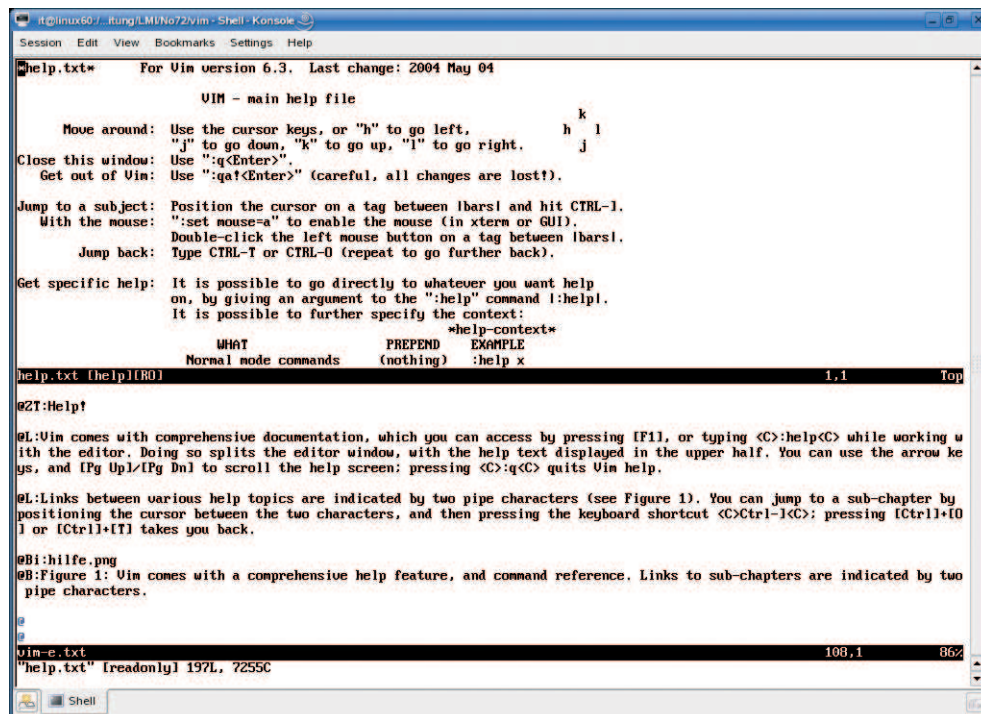 it@linux60:/...itung/LMI/No72/vim - Shell - Konsole
Session Edit View Bookmarks Settings Help
*help.txt* For Vim version 6.3. Last change: 2004 May 04
VIM - main help file
k
Move around: Use the cursor keys, or "h" to go left, h l
"j" to go down, "k" to go up, "l" to go right. j
Close this window: Use ":q<Enter>".
Get out of Vim: Use ":qa!<Enter>" (careful, all changes are lost!).
Jump to a subject: Position the cursor on a tag between |bars| and hit CTRL-].
With the mouse: ":set mouse=a" to enable the mouse (in xterm or GUI).
Double-click the left mouse button on a tag between |bars|.
Jump back: Type CTRL-T or CTRL-O (repeat to go further back).
Get specific help: It is possible to go directly to whatever you want help
on, by giving an argument to the ":help" command |:help|.
It is possible to further specify the context:
*help-context*
WHAT PREPEND EXAMPLE
Normal mode commands (nothing) :help x
help.txt [help][RO] 1,1 Top
@ZT:Help!
@L:Vim comes with comprehensive documentation, which you can access by pressing [F1], or typing <C>:help<C> while working w
ith the editor. Doing so splits the editor window, with the help text displayed in the upper half. You can use the arrow ke
ys, and [Pg Up]/[Pg Dn] to scroll the help screen; pressing <C>:q<C> quits Vim help.
@L:Links between various help topics are indicated by two pipe characters (see Figure 1). You can jump to a sub-chapter by
positioning the cursor between the two characters, and then pressing the keyboard shortcut <C>Ctrl-]<C>; pressing [Ctrl]+[O
] or [Ctrl]+[T] takes you back.
@Bi:hilfe.png
@B:Figure 1: Vim comes with a comprehensive help feature, and command reference. Links to sub-chapters are indicated by two
pipe characters.
@
@
vim-e.txt 108,1 86%
"help.txt" [readonly] 197L, 7255C
Shell